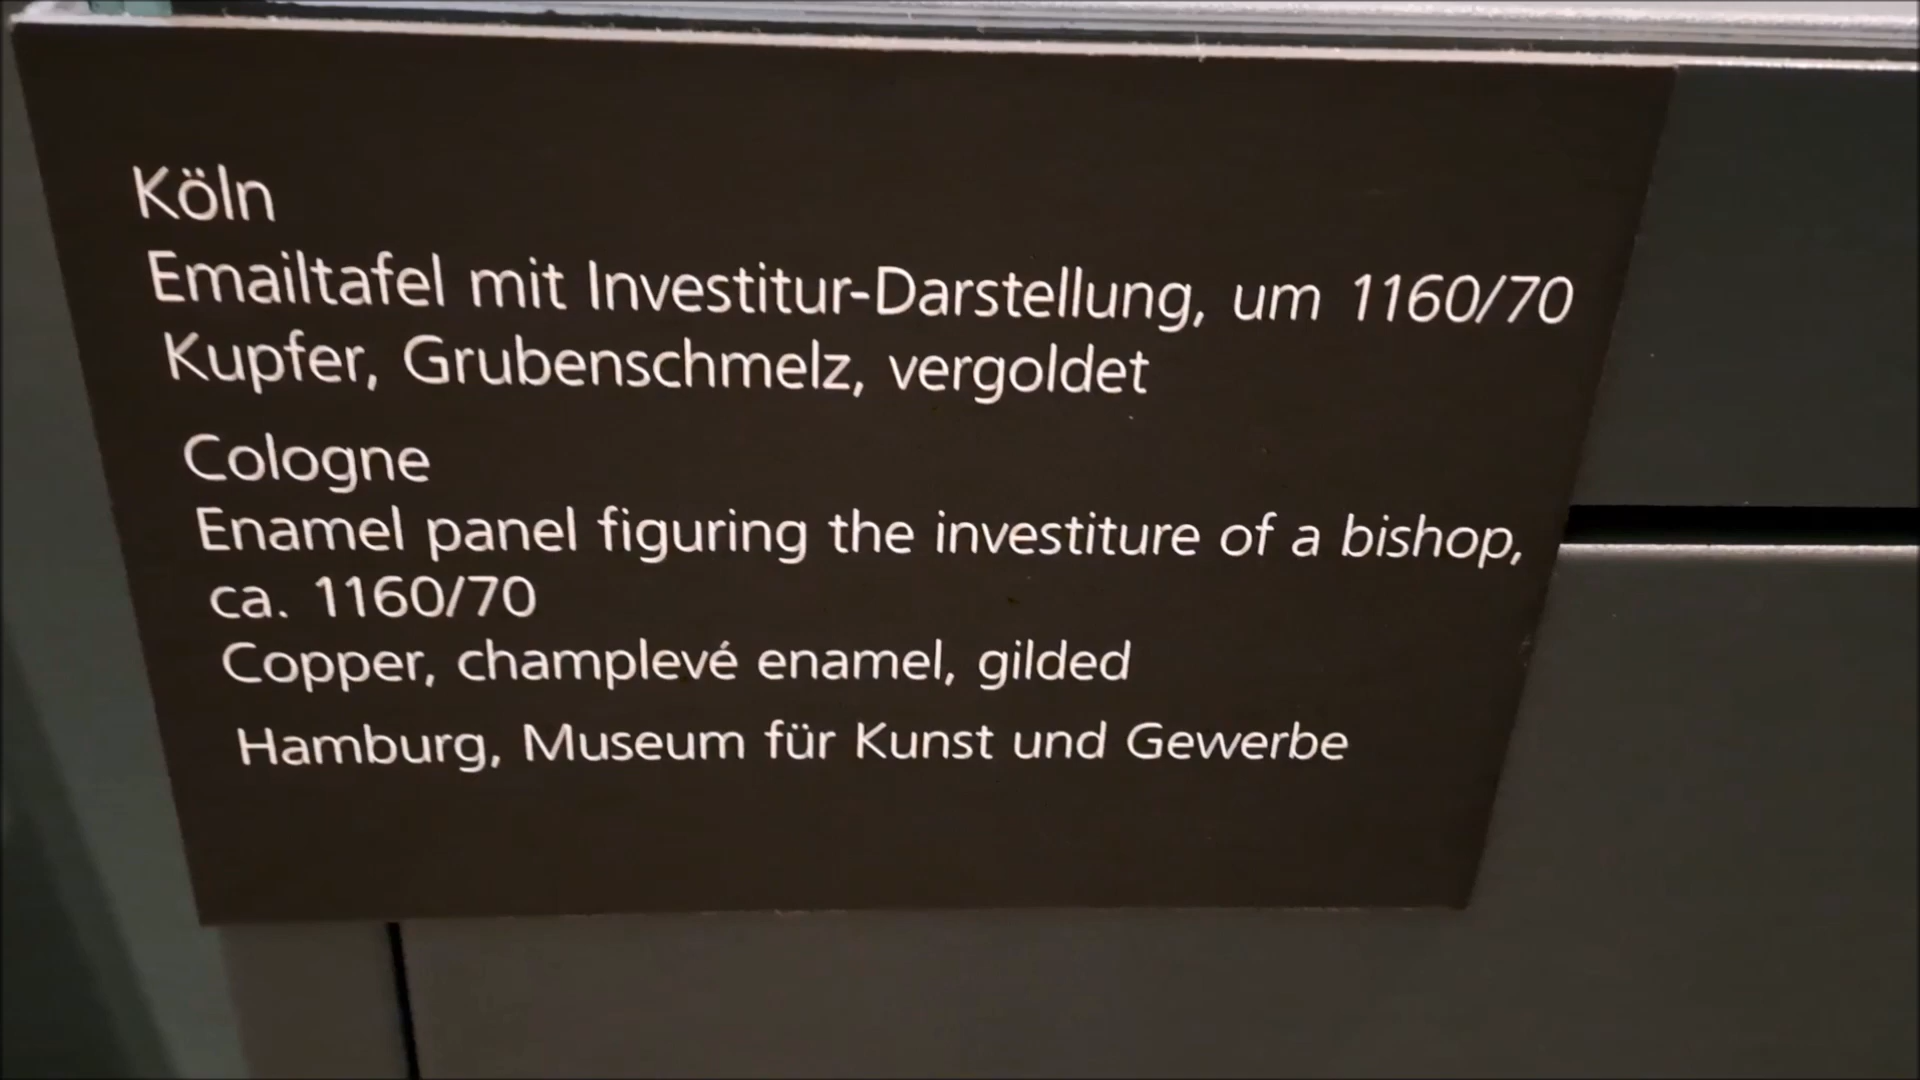 Köln
Emailtafel mit Investitur-Darstellung, um 1160/70
Kupfer, Grubenschmelz, vergoldet
Cologne
Enamel panel figuring the investiture of a bishop,
ca. 1160/70
Copper, champlevé enamel, gilded
Hamburg, Museum für Kunst und Gewerbe